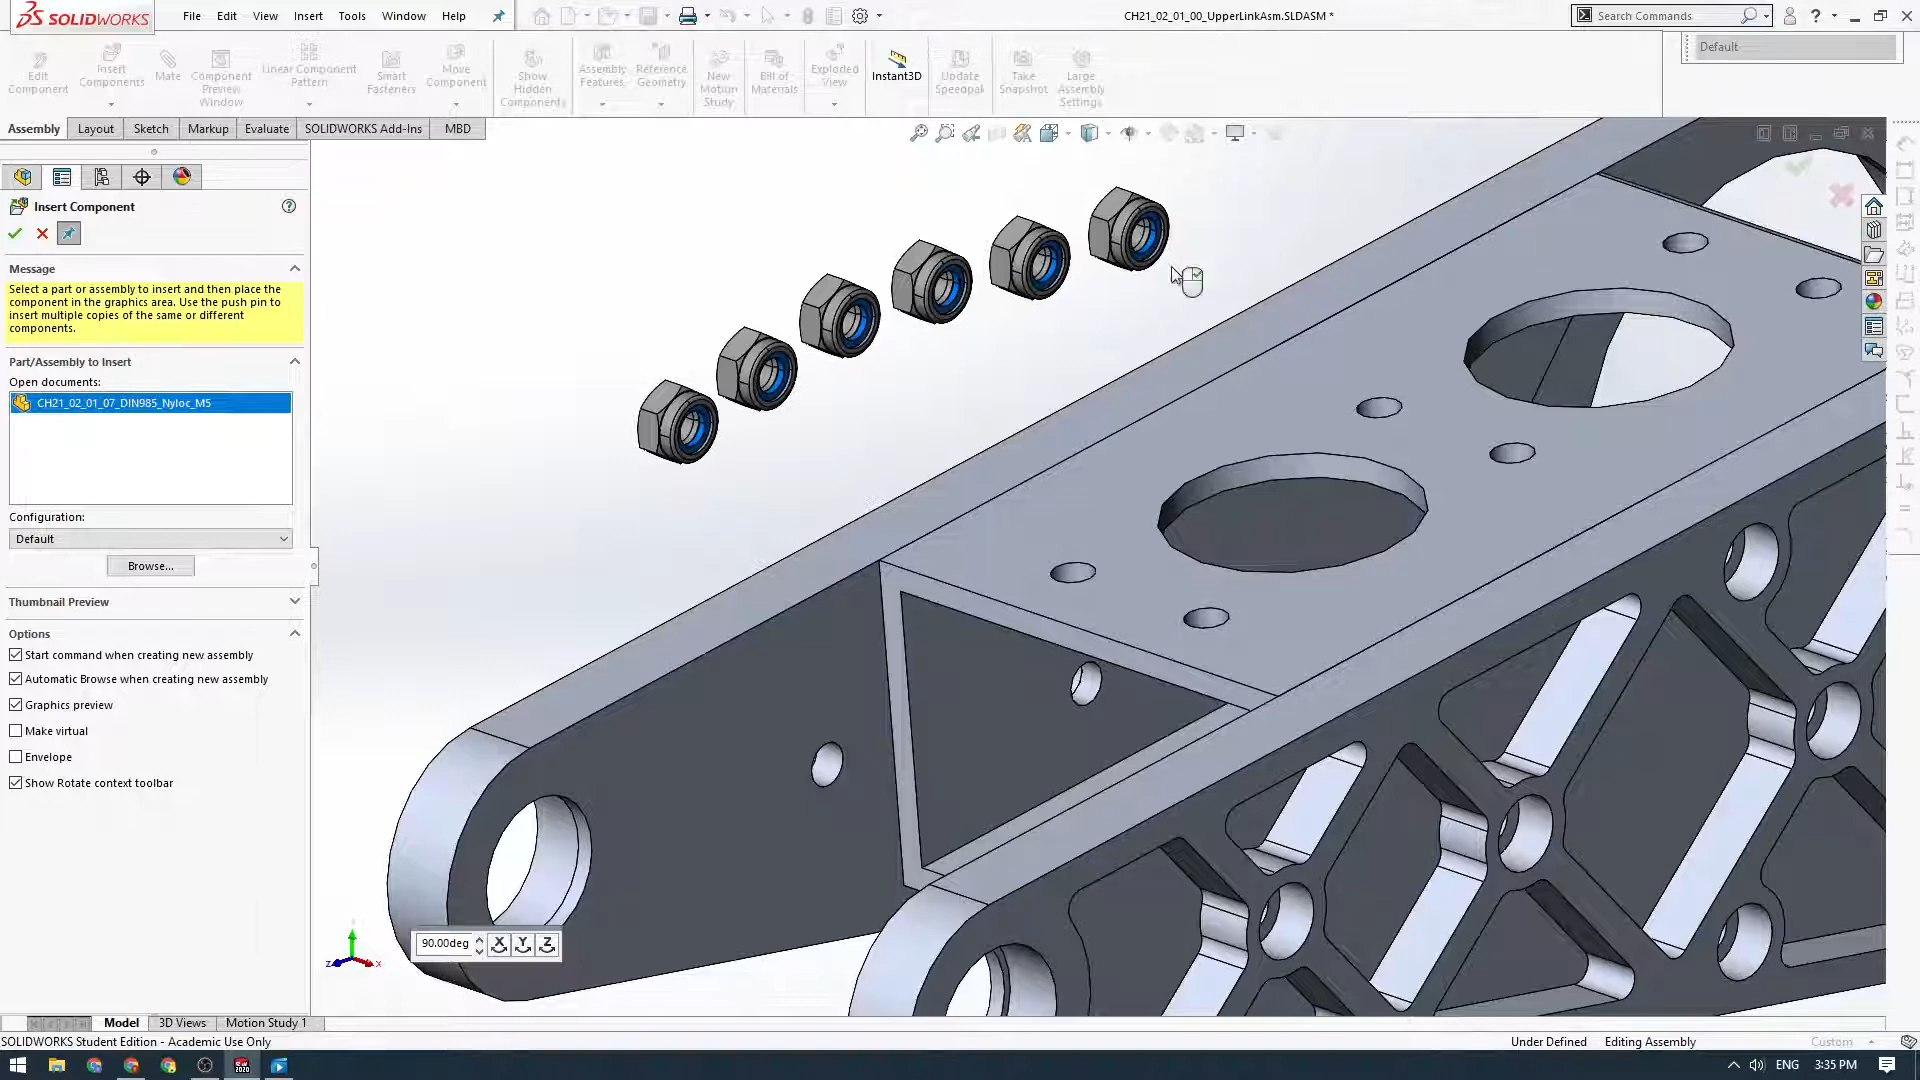 SOLIDWORKS
File Edit View Insert Tools Window Help
CH21_02_01_00_UpperLinkAsm.SLDASM *
Search Commands
?
Default
Edit Component
Insert Components
Mate
Component Preview Window
Linear Component Pattern
Smart Fasteners
Move Component
Show Hidden Components
Assembly Features
Reference Geometry
New Motion Study
Bill of Materials
Exploded View
Instant3D
Update Speedpak
Take Snapshot
Large Assembly Settings
Assembly Layout Sketch Markup Evaluate SOLIDWORKS Add-Ins MBD
Insert Component
?
Message
Select a part or assembly to insert and then place the
component in the graphics area. Use the push pin to
insert multiple copies of the same or different
components.
Part/Assembly to Insert
Open documents:
CH21_02_01_07_DIN985_Nyloc_M5
Configuration:
Default
Browse...
Thumbnail Preview
Options
Start command when creating new assembly
Automatic Browse when creating new assembly
Graphics preview
Make virtual
Envelope
Show Rotate context toolbar
90.00deg X Y Z
Y
Z X
Model 3D Views Motion Study 1
SOLIDWORKS Student Edition - Academic Use Only
Under Defined Editing Assembly Custom
ENG 3:35 PM